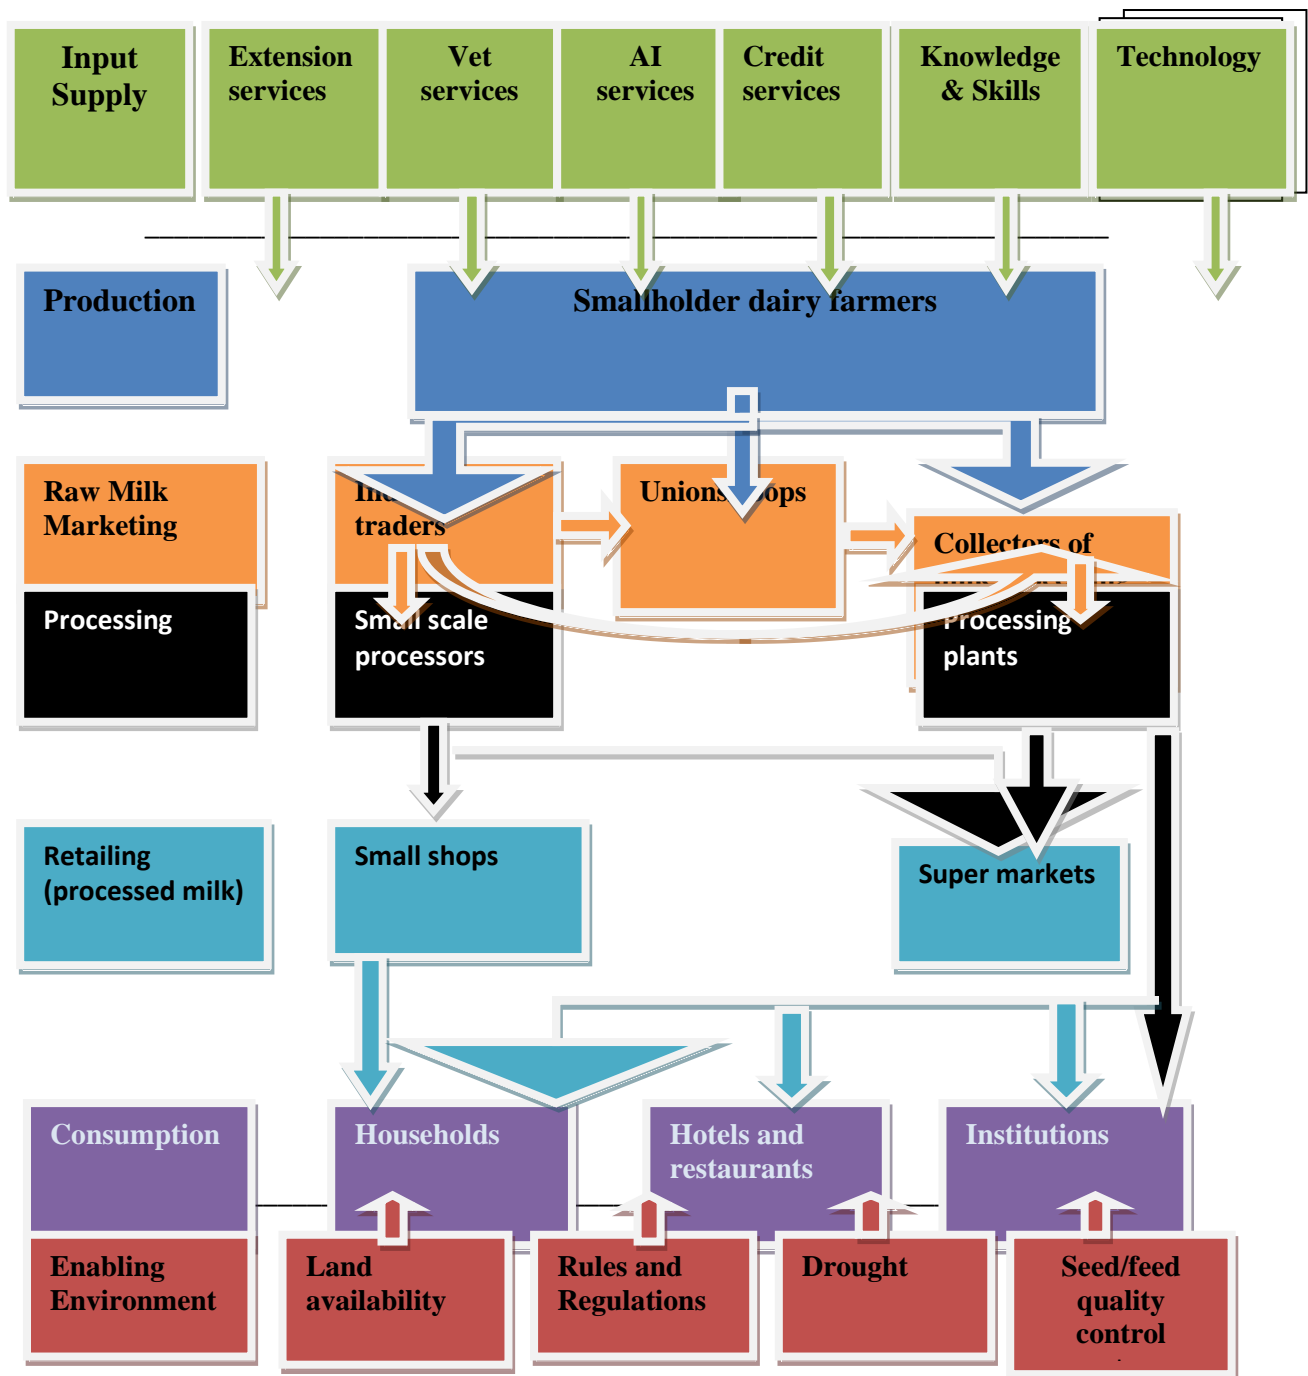 Input
Supply
Extension
services
Vet
services
AI
services
Credit
services
Knowledge
& Skills
Technology
Production
Smallholder dairy farmers
Raw Milk
Marketing
traders
Unions
Collectors of
Processing
Small scale
processors
Processing
plants
Retailing
(processed milk)
Small shops
Super markets
Consumption
Households
Hotels and
restaurants
Institutions
Enabling
Environment
Land
availability
Rules and
Regulations
Drought
Seed/feed
quality
control